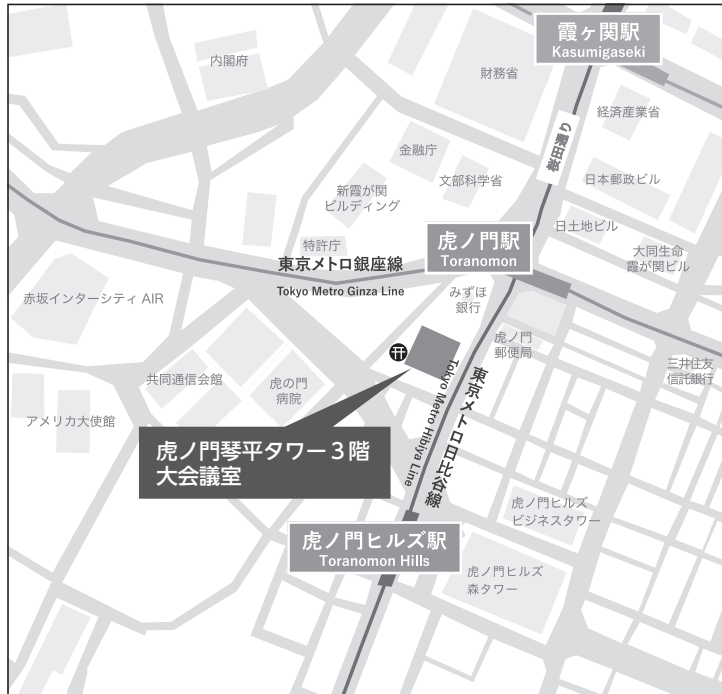 霞ヶ関駅
Kasumigaseki
内閣府
財務省
経済産業省
桜田通り
金融庁
文部科学省
日本郵政ビル
新霞が関
ビルディング
日土地ビル
特許庁
虎ノ門駅
Toranomon
大同生命
霞が関ビル
東京メトロ銀座線
Tokyo Metro Ginza Line
みずほ
銀行
赤坂インターシティ AIR
虎ノ門
郵便局
三井住友
信託銀行
共同通信会館
虎の門
病院
アメリカ大使館
東京メトロ日比谷線
Tokyo Metro Hibiya Line
虎ノ門琴平タワー3階
大会議室
虎ノ門ヒルズ
ビジネスタワー
虎ノ門ヒルズ駅
Toranomon Hills
虎ノ門ヒルズ
森タワー